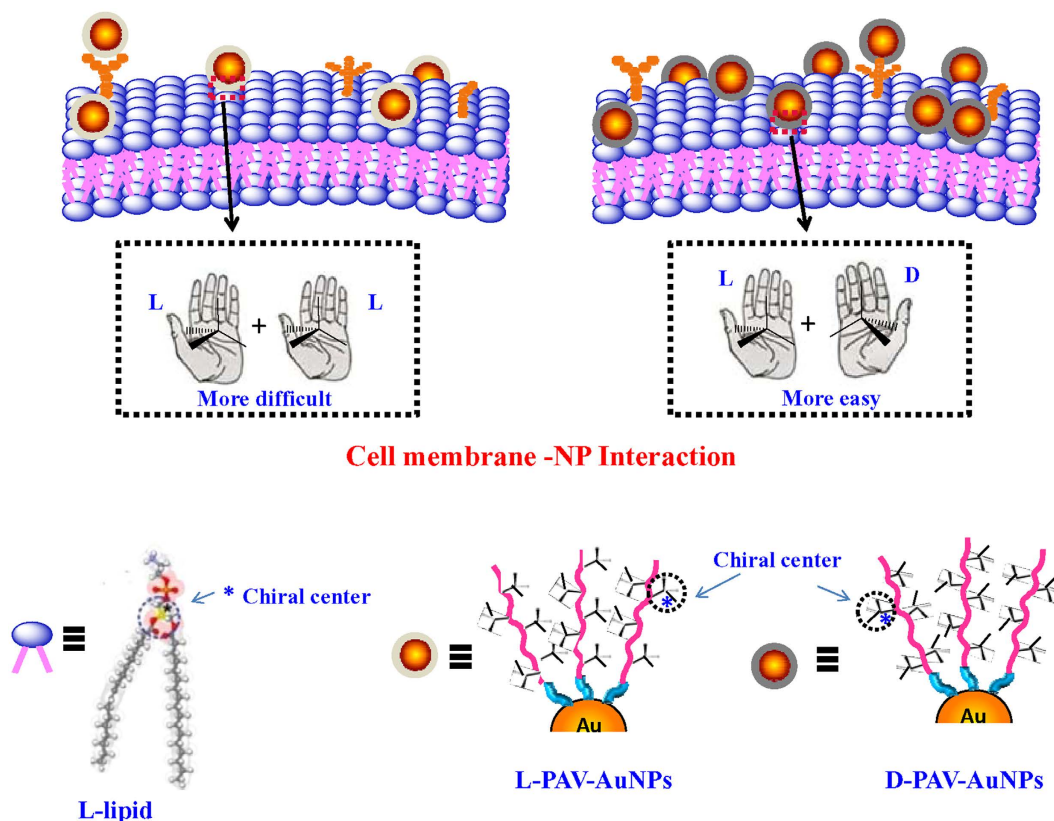 L
+
L
More difficult
L
+
D
More easy
Cell membrane -NP Interaction
* Chiral center
Chiral center
*
*
Au
Au
L-PAV-AuNPs
D-PAV-AuNPs
L-lipid